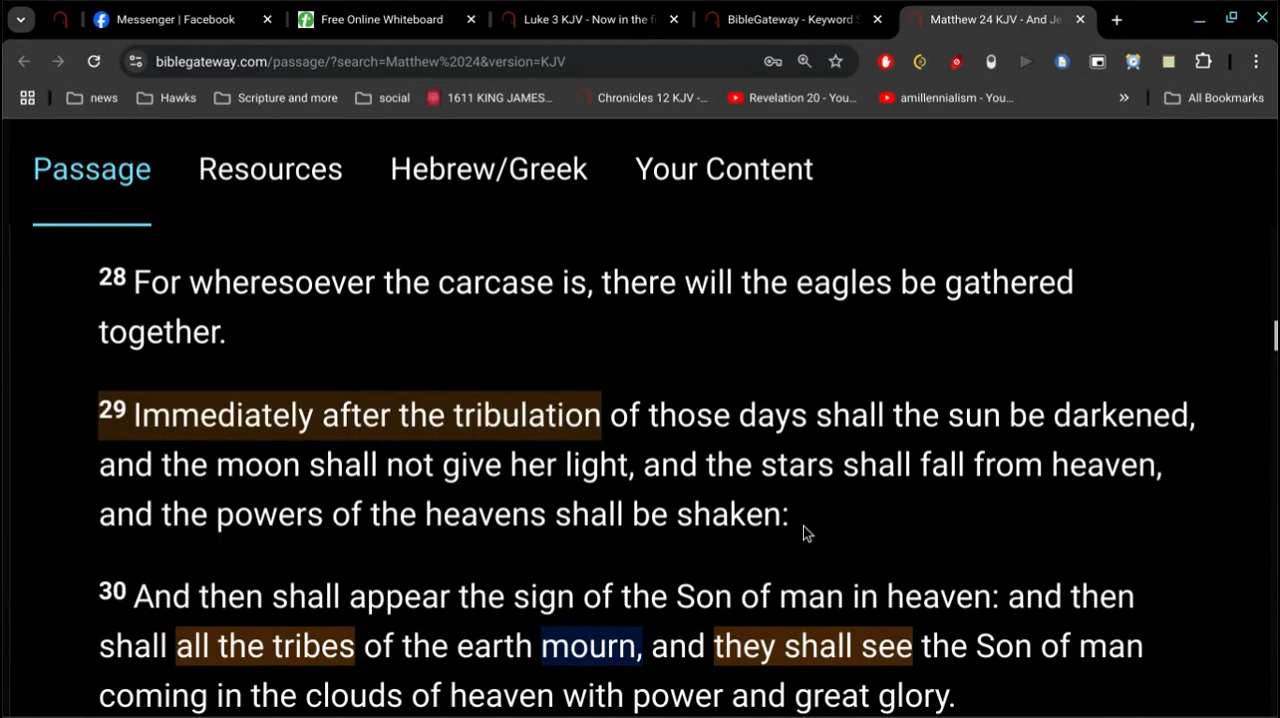 Messenger | Facebook
Free Online Whiteboard
Luke 3 KJV - Now in the f
BibleGateway - Keyword S
Matthew 24 KJV - And Je
biblegateway.com/passage/?search=Matthew%2024&version=KJV
news
Hawks
Scripture and more
social
1611 KING JAMES...
Chronicles 12 KJV -...
Revelation 20 - You...
amillennialism - You...
All Bookmarks
Passage
Resources
Hebrew/Greek
Your Content
28 For wheresoever the carcase is, there will the eagles be gathered
together.
29 Immediately after the tribulation of those days shall the sun be darkened,
and the moon shall not give her light, and the stars shall fall from heaven,
and the powers of the heavens shall be shaken:
30 And then shall appear the sign of the Son of man in heaven: and then
shall all the tribes of the earth mourn, and they shall see the Son of man
coming in the clouds of heaven with power and great glory.